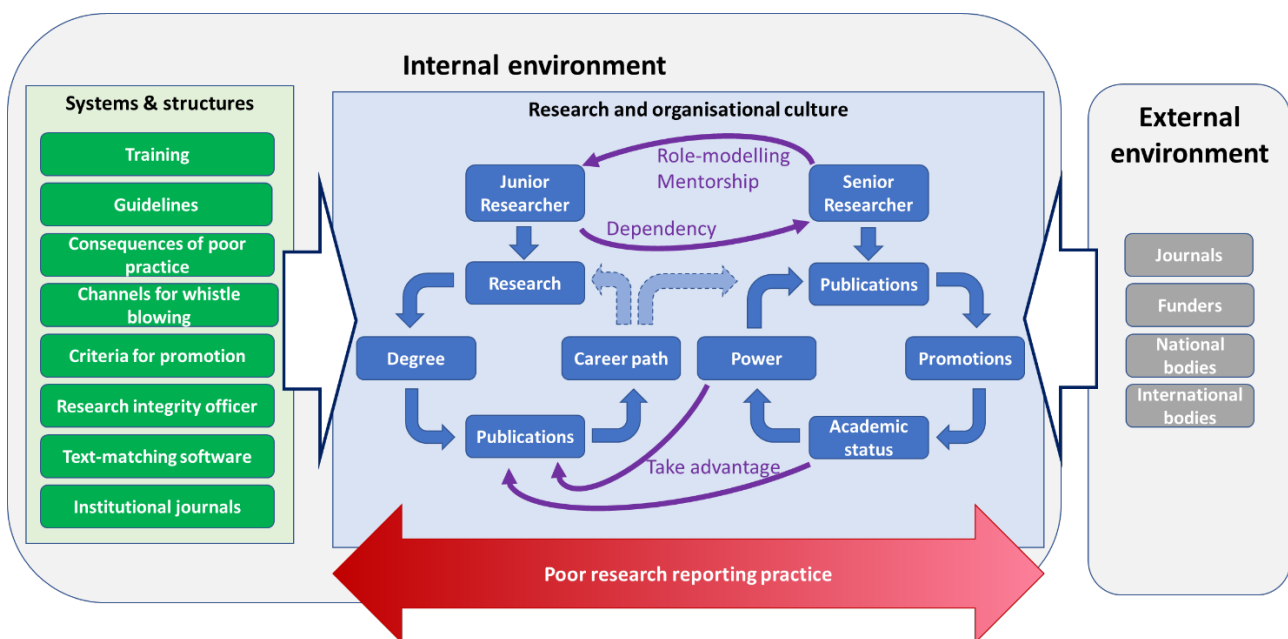 Internal environment
Systems & structures
Training
Guidelines
Consequences of poor
practice
Channels for whistle
blowing
Criteria for promotion
Research integrity officer
Text-matching software
Institutional journals
Research and organisational culture
Role-modelling
Mentorship
Junior
Researcher
Senior
Researcher
Dependency
Research
Publications
Degree
Career path
Power
Promotions
Publications
Academic
status
Take advantage
Poor research reporting practice
External
environment
Journals
Funders
National
bodies
International
bodies